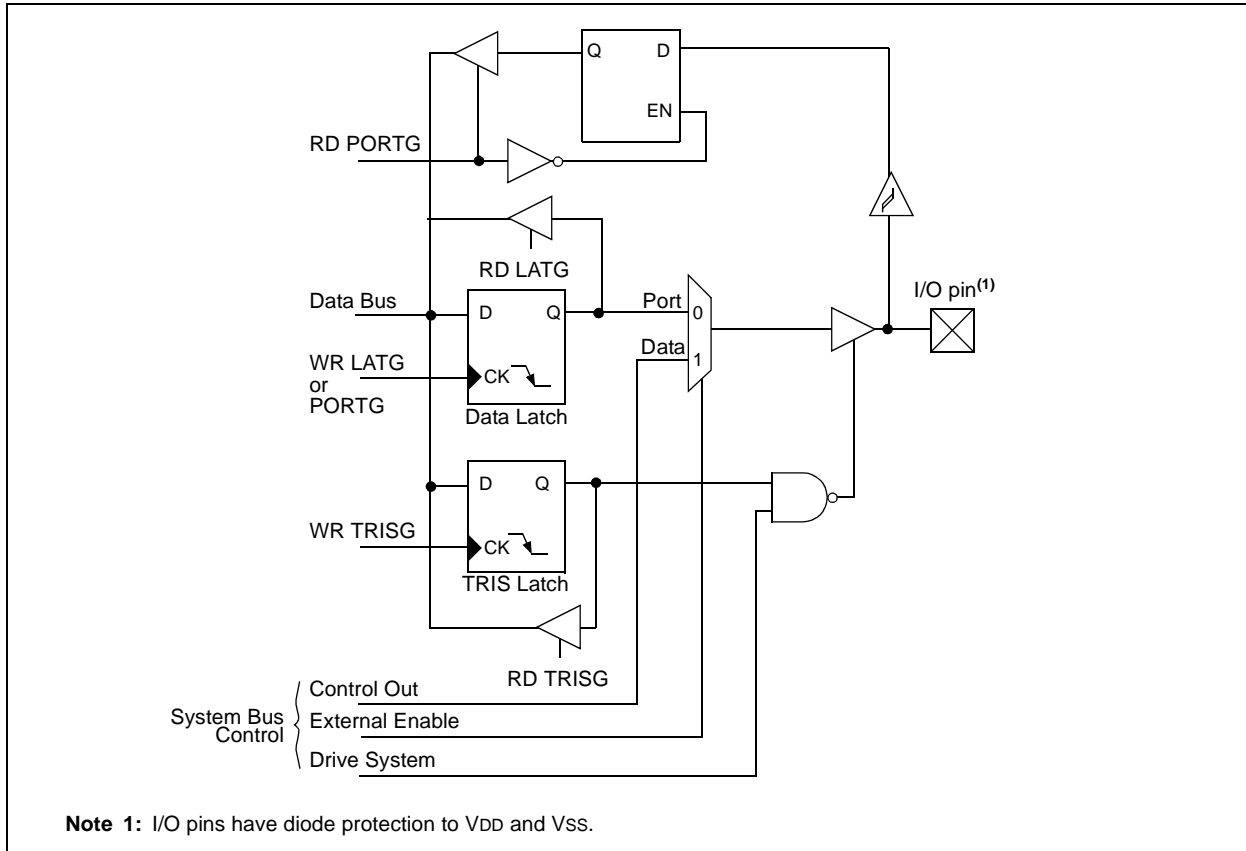 Q
D
EN
RD PORTG
RD LATG
Data Bus
D
Q
Port
0
I/O pin(1)
Data
1
WR LATG
or
PORTG
CK
Data Latch
D
Q
WR TRISG
CK
TRIS Latch
RD TRISG
System Bus
Control
Control Out
External Enable
Drive System
Note 1: I/O pins have diode protection to VDD and VSS.